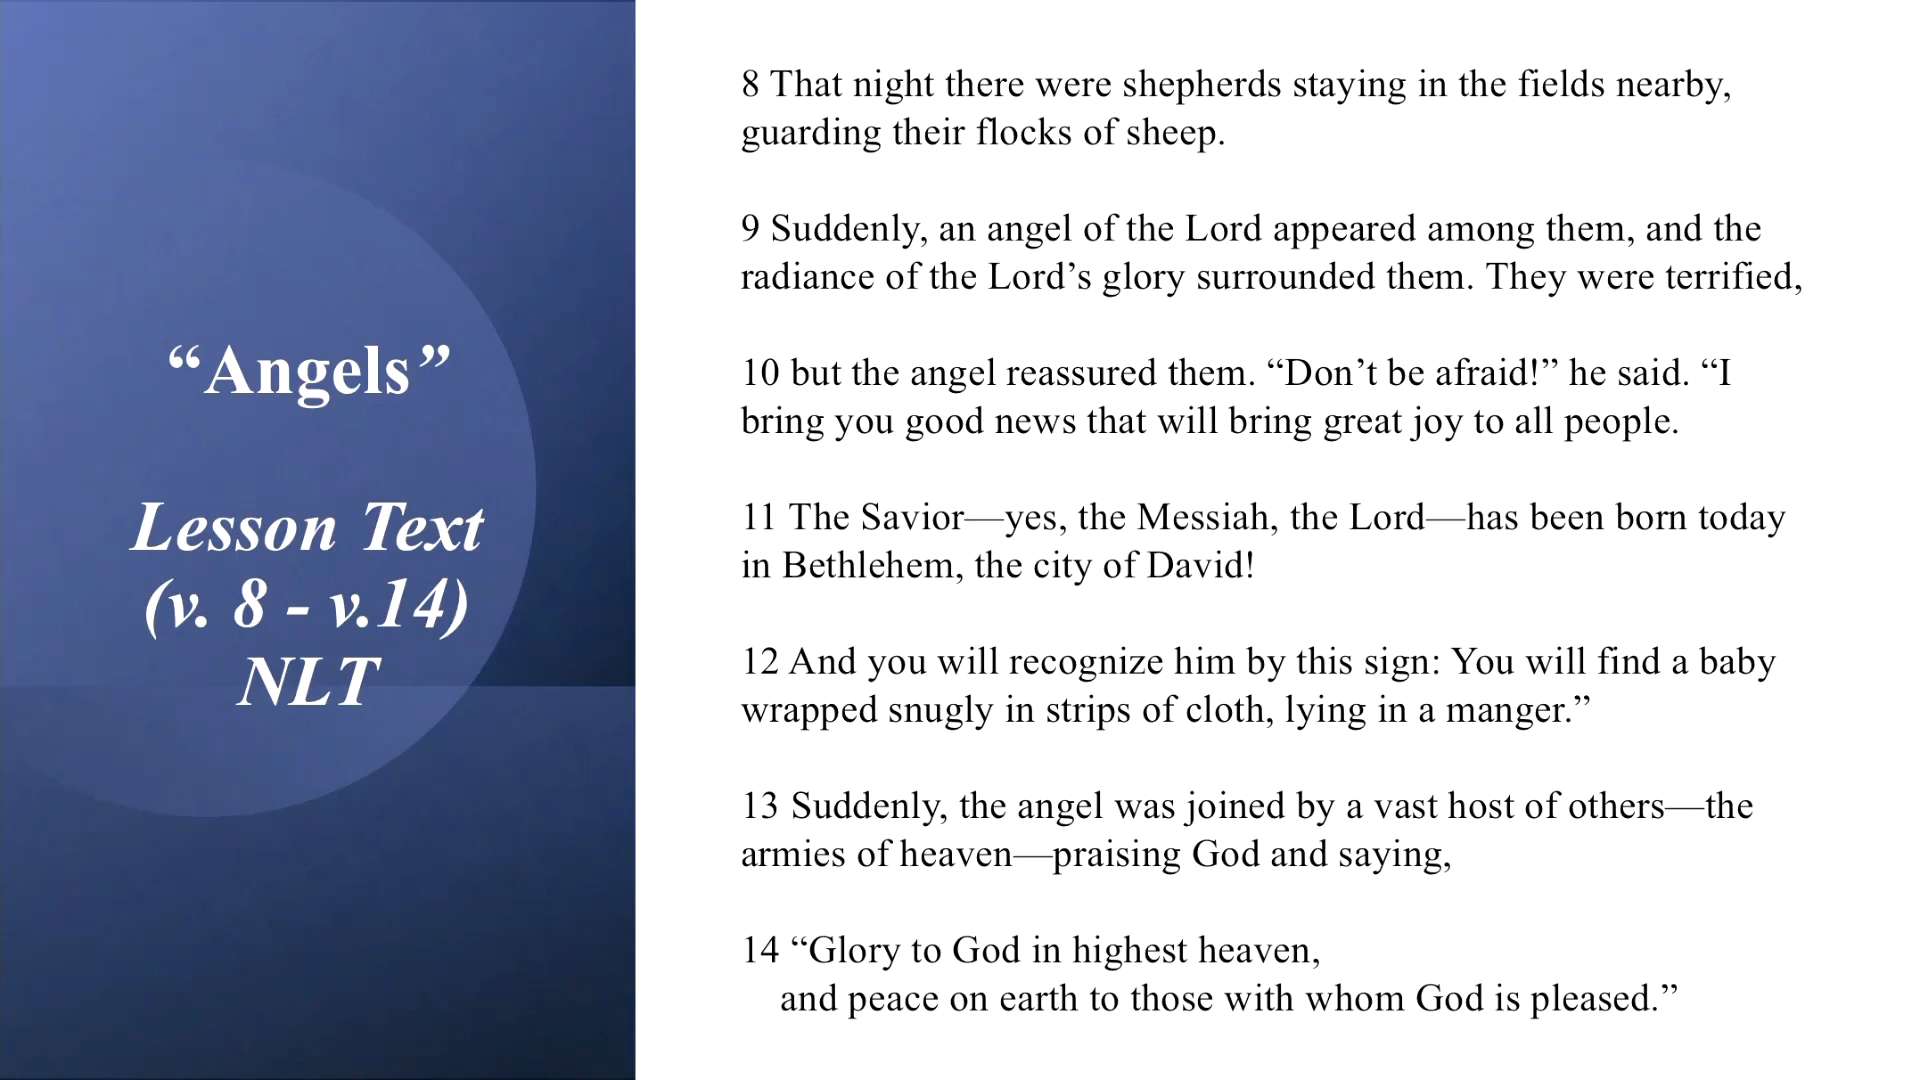 “Angels”
Lesson Text
(v. 8 - v.14)
NLT
8 That night there were shepherds staying in the fields nearby,
guarding their flocks of sheep.
9 Suddenly, an angel of the Lord appeared among them, and the
radiance of the Lord’s glory surrounded them. They were terrified,
10 but the angel reassured them. “Don’t be afraid!” he said. “I
bring you good news that will bring great joy to all people.
11 The Savior—yes, the Messiah, the Lord—has been born today
in Bethlehem, the city of David!
12 And you will recognize him by this sign: You will find a baby
wrapped snugly in strips of cloth, lying in a manger.”
13 Suddenly, the angel was joined by a vast host of others—the
armies of heaven—praising God and saying,
14 “Glory to God in highest heaven,
and peace on earth to those with whom God is pleased.”